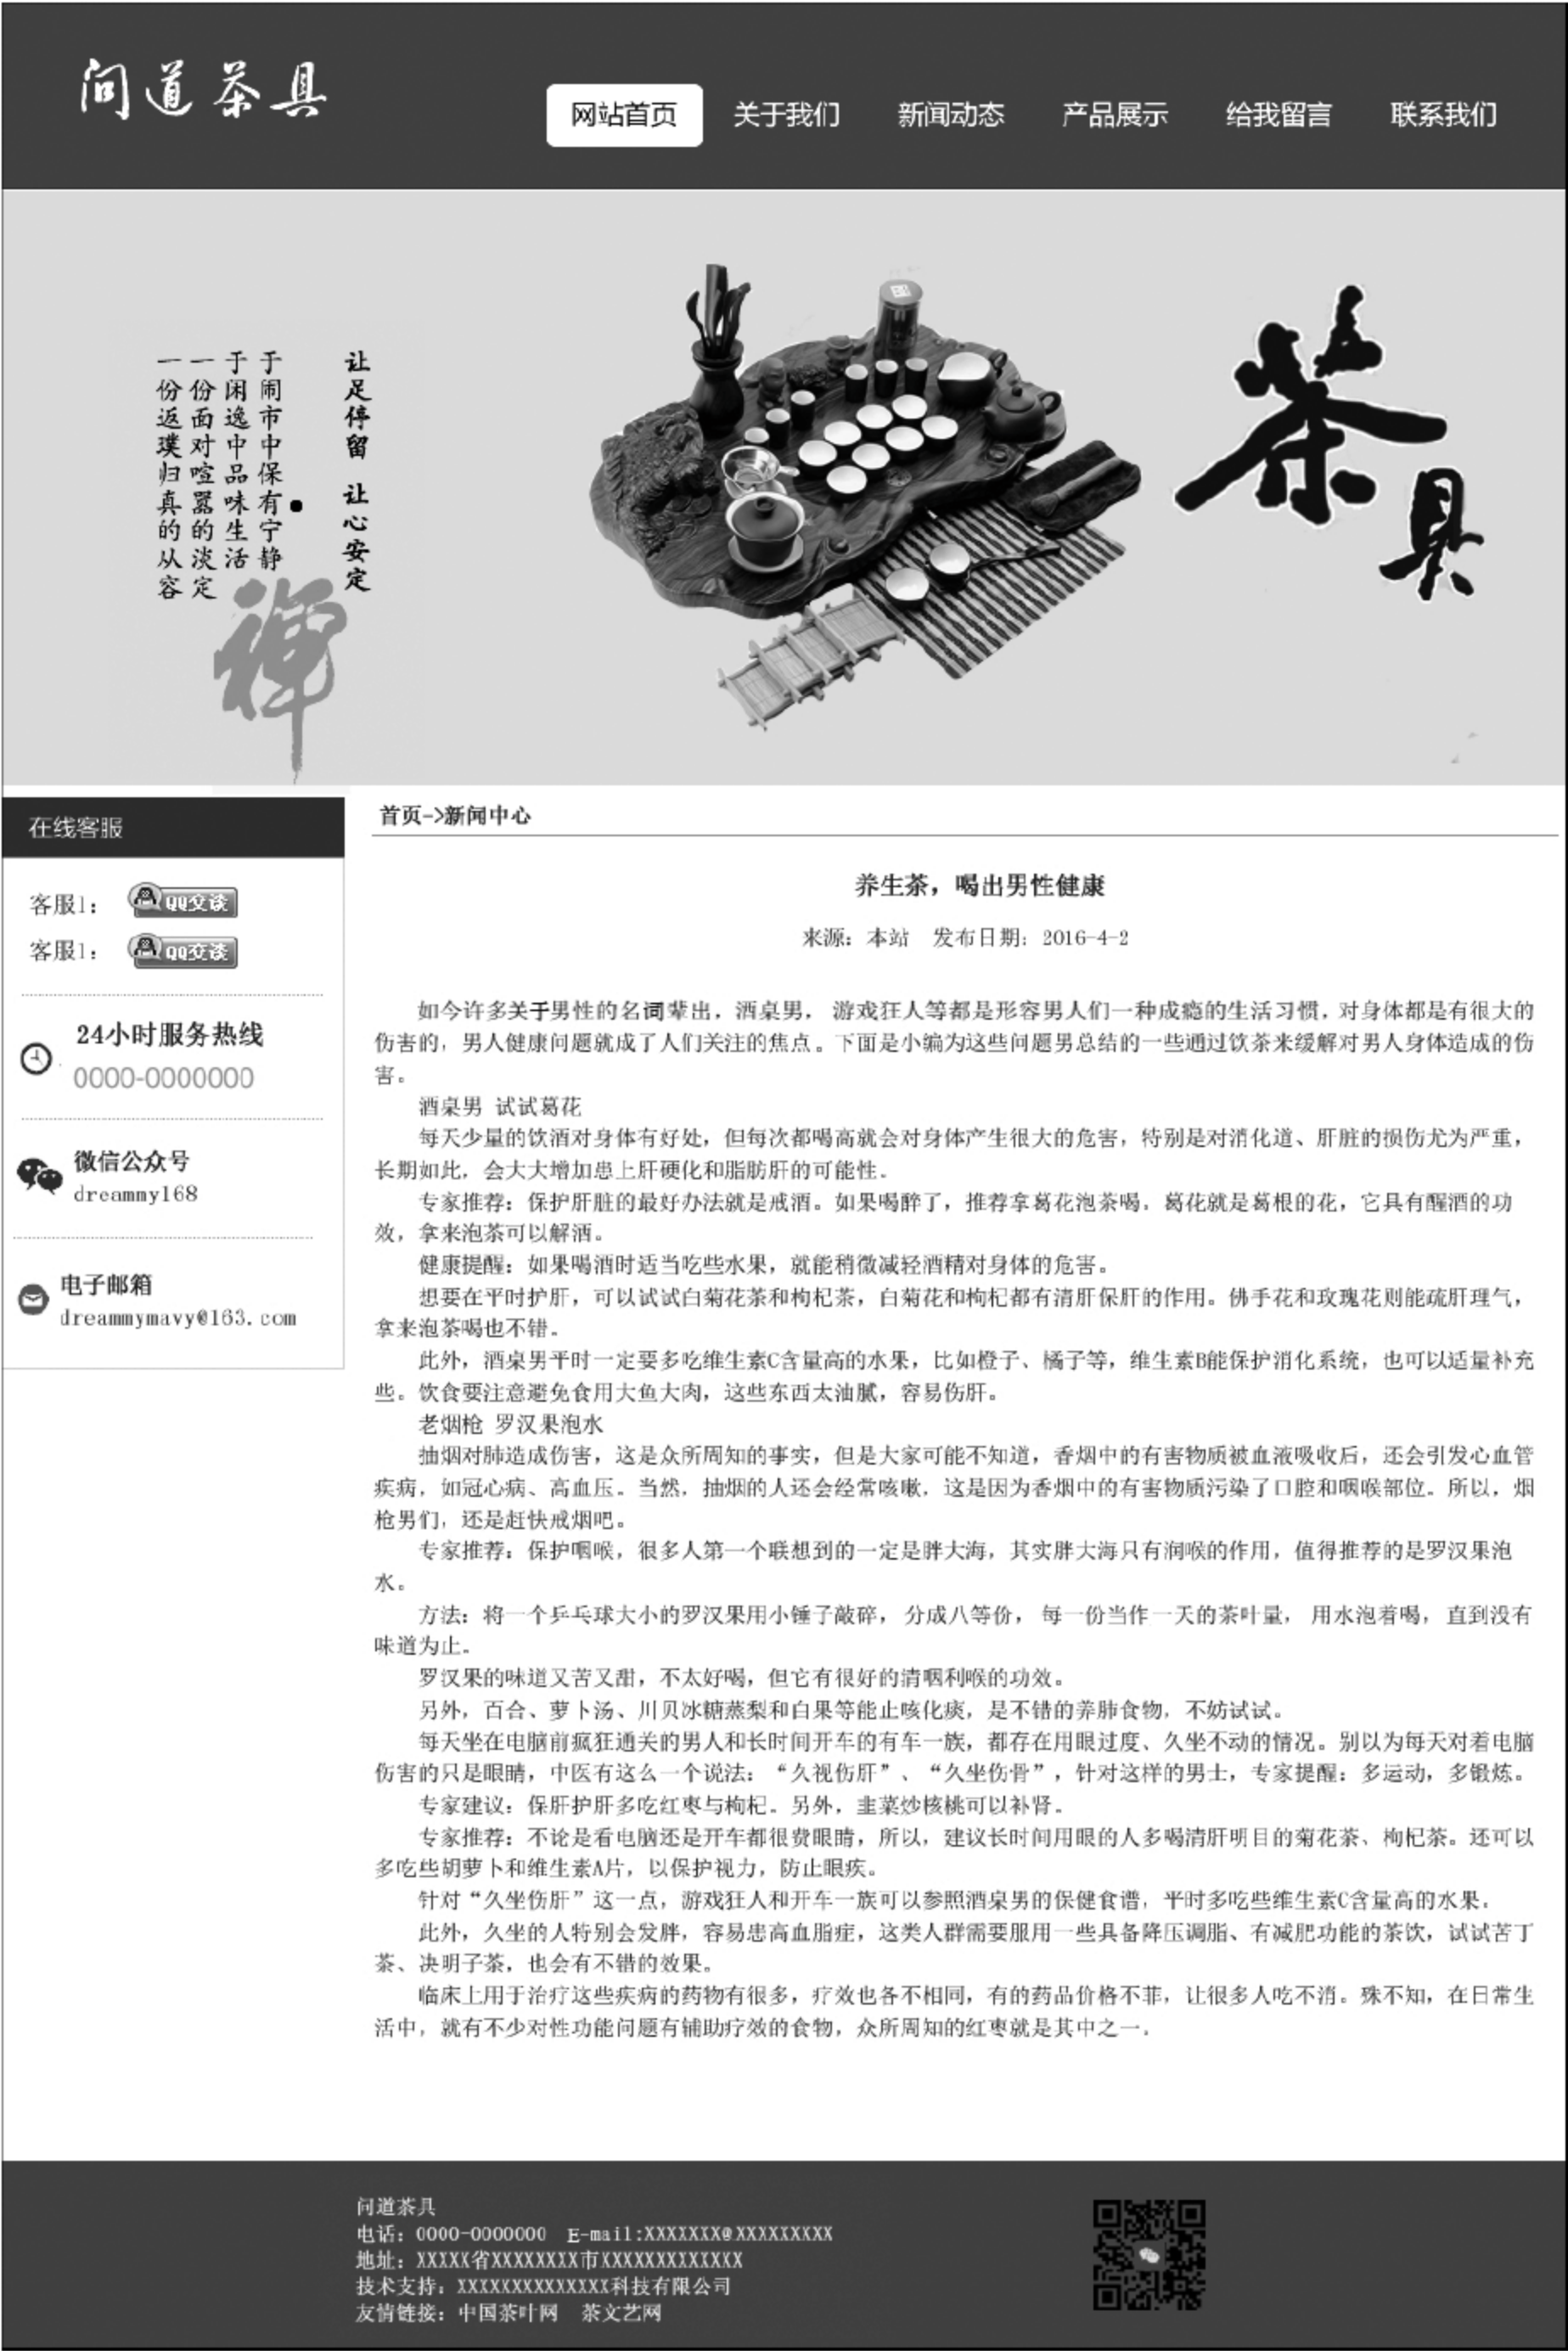 问道茶具
网站首页 关于我们 新闻动态 产品展示 给我留言 联系我们
让足停留 让心安定
于闹市中保有宁静
于闲逸中品味生活
一份面对喧嚣的淡定
一份返璞归真的从容
禅
茶具
在线客服
客服1： QQ交谈
客服1： QQ交谈
24小时服务热线
0000-0000000
微信公众号
dreammy168
电子邮箱
dreammymavy@163.com
首页->新闻中心
养生茶，喝出男性健康
来源：本站 发布日期：2016-4-2
如今许多关于男性的名词辈出，酒桌男， 游戏狂人等都是形容男人们一种成瘾的生活习惯，对身体都是有很大的
伤害的，男人健康问题就成了人们关注的焦点。下面是小编为这些问题男总结的一些通过饮茶来缓解对男人身体造成的伤
害。
酒桌男 试试葛花
每天少量的饮酒对身体有好处，但每次都喝高就会对身体产生很大的危害，特别是对消化道、肝脏的损伤尤为严重，
长期如此，会大大增加患上肝硬化和脂肪肝的可能性。
专家推荐：保护肝脏的最好办法就是戒酒。如果喝醉了，推荐拿葛花泡茶喝，葛花就是葛根的花，它具有醒酒的功
效，拿来泡茶可以解酒。
健康提醒：如果喝酒时适当吃些水果，就能稍微减轻酒精对身体的危害。
想要在平时护肝，可以试试白菊花茶和枸杞茶，白菊花和枸杞都有清肝保肝的作用。佛手花和玫瑰花则能疏肝理气，
拿来泡茶喝也不错。
此外，酒桌男平时一定要多吃维生素C含量高的水果，比如橙子、橘子等，维生素B能保护消化系统，也可以适量补充
些。饮食要注意避免食用大鱼大肉，这些东西太油腻，容易伤肝。
老烟枪 罗汉果泡水
抽烟对肺造成伤害，这是众所周知的事实，但是大家可能不知道，香烟中的有害物质被血液吸收后，还会引发心血管
疾病，如冠心病、高血压。当然，抽烟的人还会经常咳嗽，这是因为香烟中的有害物质污染了口腔和咽喉部位。所以，烟
枪男们，还是赶快戒烟吧。
专家推荐：保护咽喉，很多人第一个联想到的一定是胖大海，其实胖大海只有润喉的作用，值得推荐的是罗汉果泡
水。
方法：将一个乒乓球大小的罗汉果用小锤子敲碎， 分成八等份， 每一份当作一天的茶叶量， 用水泡着喝， 直到没有
味道为止。
罗汉果的味道又苦又甜，不太好喝，但它有很好的清咽利喉的功效。
另外，百合、萝卜汤、川贝冰糖蒸梨和白果等能止咳化痰，是不错的养肺食物，不妨试试。
每天坐在电脑前疯狂通关的男人和长时间开车的有车一族，都存在用眼过度、久坐不动的情况。别以为每天对着电脑
伤害的只是眼睛，中医有这么一个说法：“久视伤肝”、“久坐伤骨”，针对这样的男士，专家提醒：多运动，多锻炼。
专家建议：保肝护肝多吃红枣与枸杞。另外，韭菜炒核桃可以补肾。
专家推荐：不论是看电脑还是开车都很费眼睛，所以，建议长时间用眼的人多喝清肝明目的菊花茶、枸杞茶。还可以
多吃些胡萝卜和维生素A片，以保护视力，防止眼疾。
针对“久坐伤肝”这一点，游戏狂人和开车一族可以参照酒桌男的保健食谱，平时多吃些维生素C含量高的水果。
此外，久坐的人特别会发胖，容易患高血脂症，这类人群需要服用一些具备降压调脂、有减肥功能的茶饮，试试苦丁
茶、决明子茶，也会有不错的效果。
临床上用于治疗这些疾病的药物有很多，疗效也各不相同，有的药品价格不菲，让很多人吃不消。殊不知，在日常生
活中，就有不少对性功能问题有辅助疗效的食物，众所周知的红枣就是其中之一。
问道茶具
电话：0000-0000000 E-mail:XXXXXXX@XXXXXXXXX
地址：XXXXX省XXXXXXXX市XXXXXXXXXXXXX
技术支持：XXXXXXXXXXXXXX科技有限公司
友情链接：中国茶叶网 茶文艺网